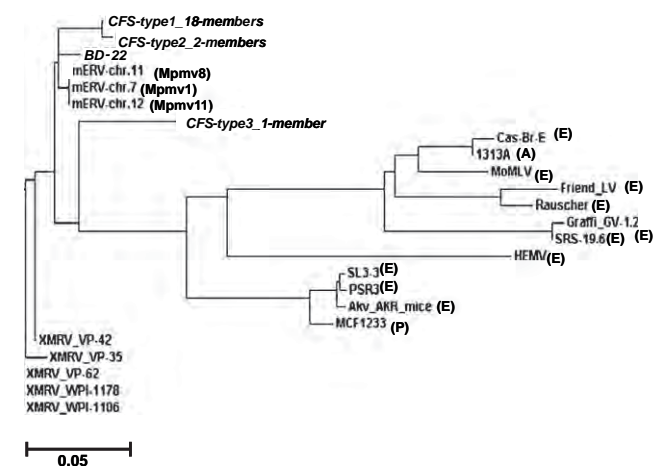 CFS-type1_18-members
CFS-type2_2-members
BD-22
mERV-chr.11 (Mpmv8)
mERV-chr.7 (Mpmv1)
mERV-chr.12 (Mpmv11)
CFS-type3_1-member
Cas-Br-E (E)
1313A (A)
MoMLV (E)
Friend_LV (E)
Rauscher (E)
Graffi_GV-1.2 (E)
SRS-19.6 (E)
HEMV (E)
SL3-3 (E)
PSR3 (E)
Akv_AKR_mice (E)
MCF1233 (P)
XMRV_VP-42
XMRV_VP-35
XMRV_VP-62
XMRV_WPI-1178
XMRV_WPI-1106
0.05